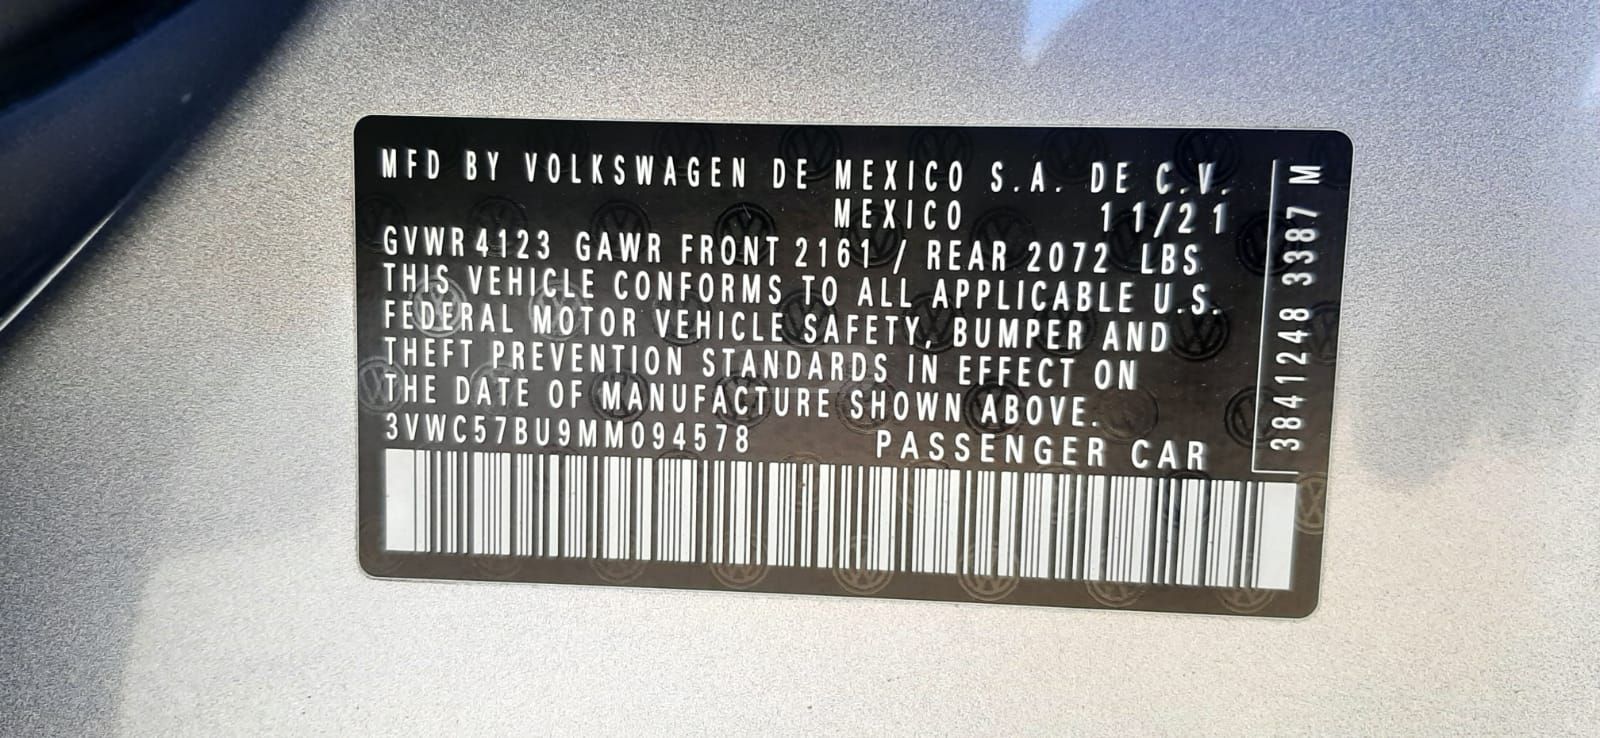 MFD BY VOLKSWAGEN DE MEXICO S.A. DE C.V.
MEXICO 11/21
GVWR 4123 GAWR FRONT 2161 / REAR 2072 LBS
THIS VEHICLE CONFORMS TO ALL APPLICABLE U.S.
FEDERAL MOTOR VEHICLE SAFETY, BUMPER AND
THEFT PREVENTION STANDARDS IN EFFECT ON
THE DATE OF MANUFACTURE SHOWN ABOVE.
3VWC57BU9MM094578 PASSENGER CAR
3841248 3387 M